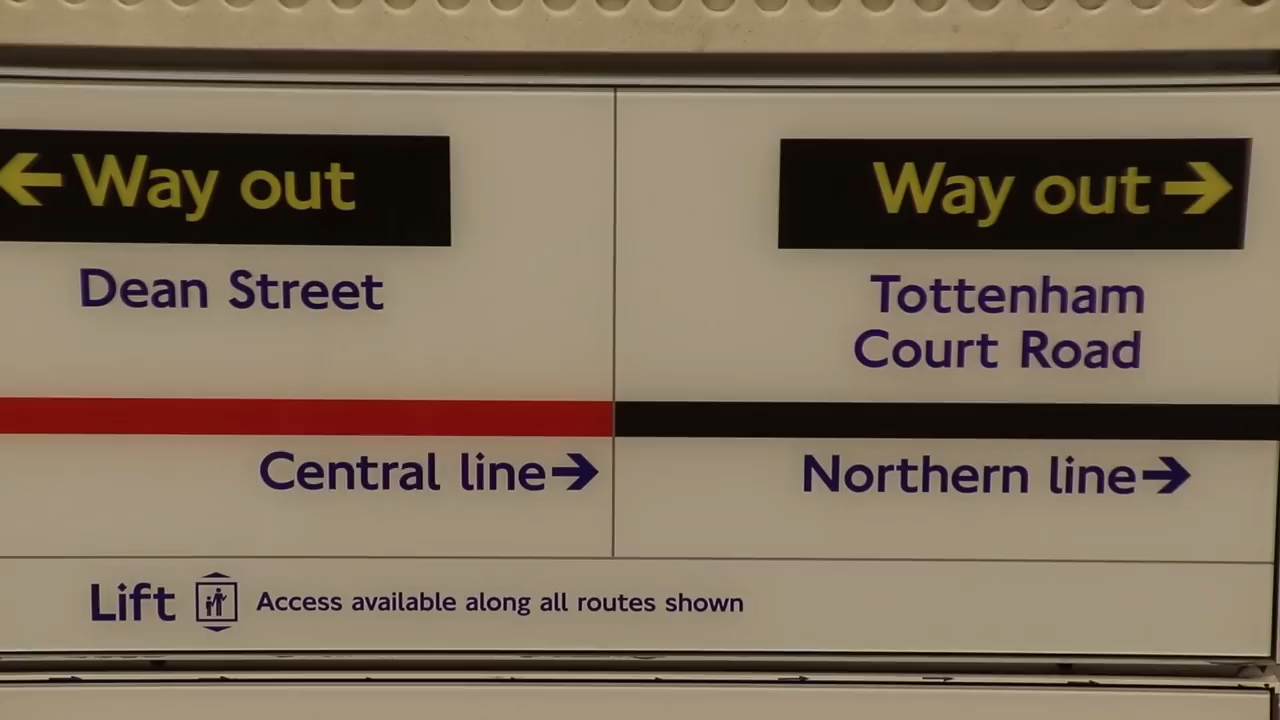 Way out
Dean Street
Central line
Way out
Tottenham
Court Road
Northern line
Lift
Access available along all routes shown